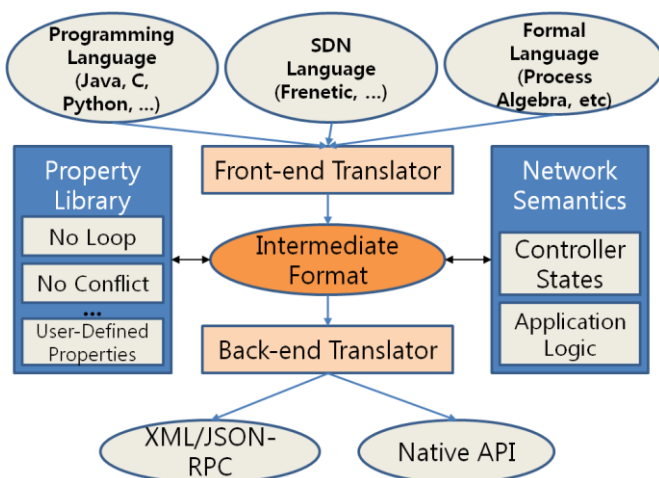 Programming
Language
(Java, C,
Python, ...)
SDN
Language
(Frenetic, ...)
Formal
Language
(Process
Algebra, etc)
Front-end Translator
Property
Library
No Loop
No Conflict
...
User-Defined
Properties
Intermediate
Format
Network
Semantics
Controller
States
Application
Logic
Back-end Translator
XML/JSON-
RPC
Native API